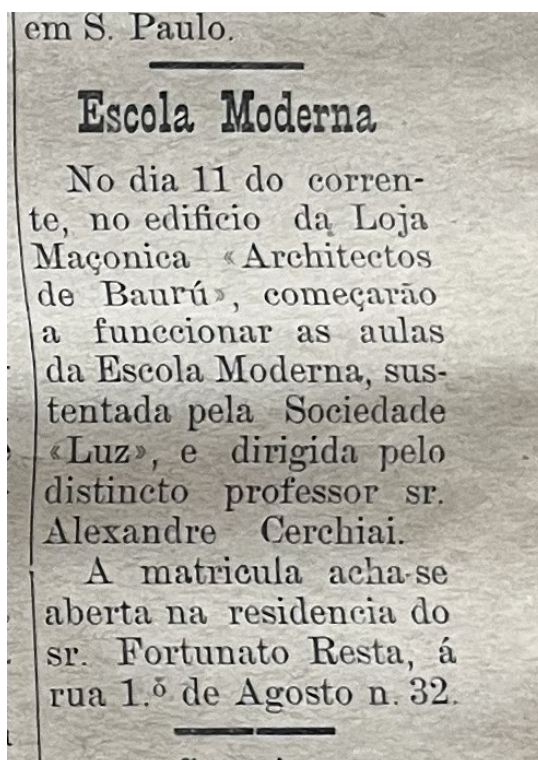 em S. Paulo.
Escola Moderna
No dia 11 do corren-
te, no edificio da Loja
Maçonica «Architectos
de Baurú», começarão
a funccionar as aulas
da Escola Moderna, sus-
tentada pela Sociedade
«Luz», e dirigida pelo
distincto professor sr.
Alexandre Cerchiai.
A matricula acha-se
aberta na residencia do
sr. Fortunato Resta, á
rua 1.º de Agosto n. 32.